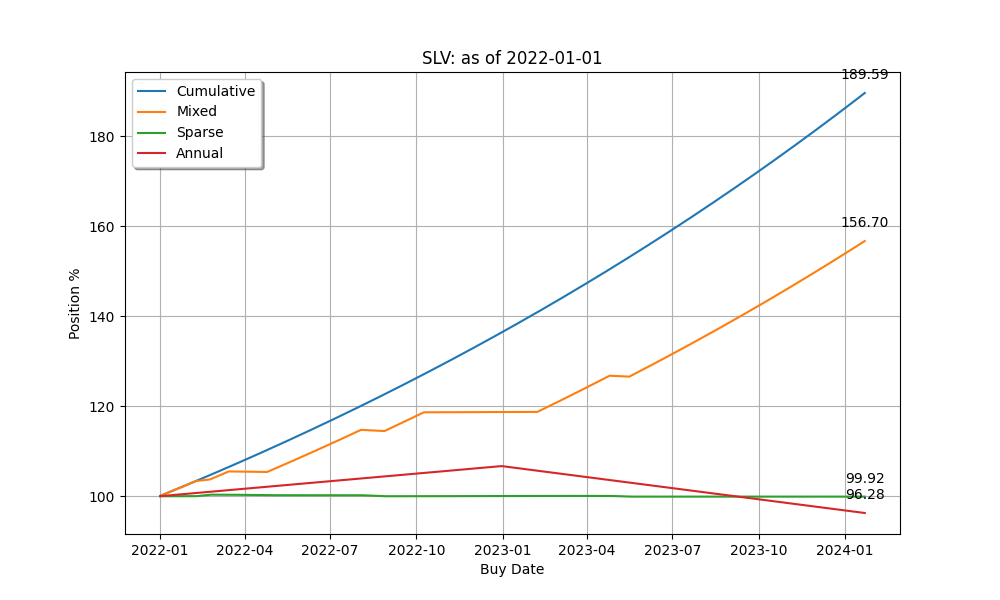 SLV: as of 2022-01-01
Cumulative
Mixed
Sparse
Annual
189.59
156.70
99.92
96.28
180
160
140
120
100
Position %
2022-01 2022-04 2022-07 2022-10 2023-01 2023-04 2023-07 2023-10 2024-01
Buy Date